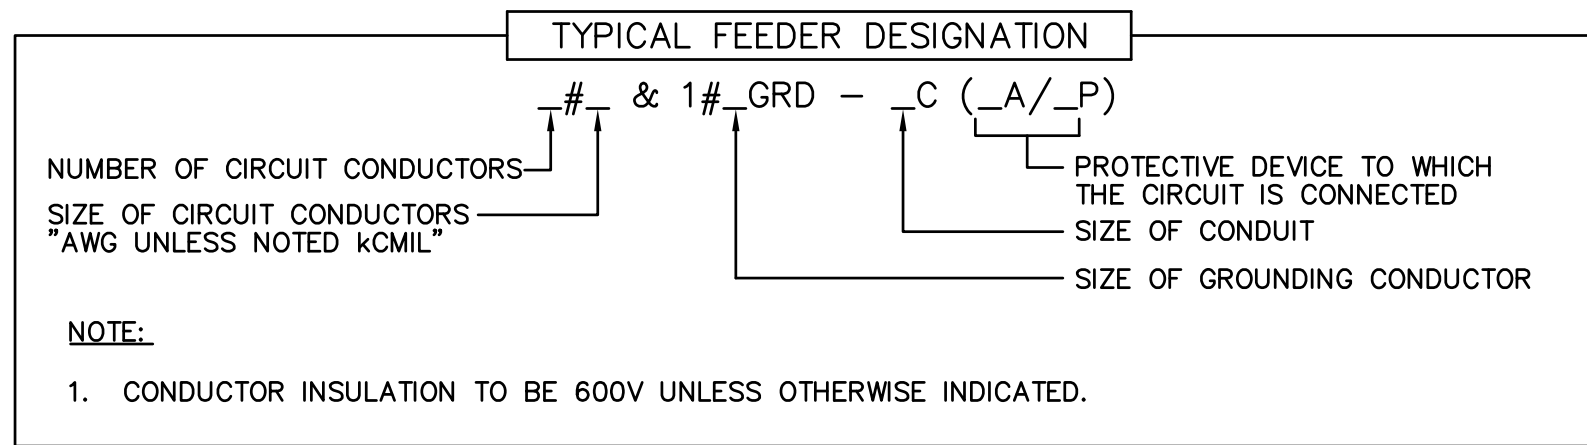 TYPICAL FEEDER DESIGNATION
_#_ & 1#_GRD - _C (_A/_P)
NUMBER OF CIRCUIT CONDUCTORS
SIZE OF CIRCUIT CONDUCTORS
"AWG UNLESS NOTED kCMIL"
PROTECTIVE DEVICE TO WHICH
THE CIRCUIT IS CONNECTED
SIZE OF CONDUIT
SIZE OF GROUNDING CONDUCTOR
NOTE:
1. CONDUCTOR INSULATION TO BE 600V UNLESS OTHERWISE INDICATED.